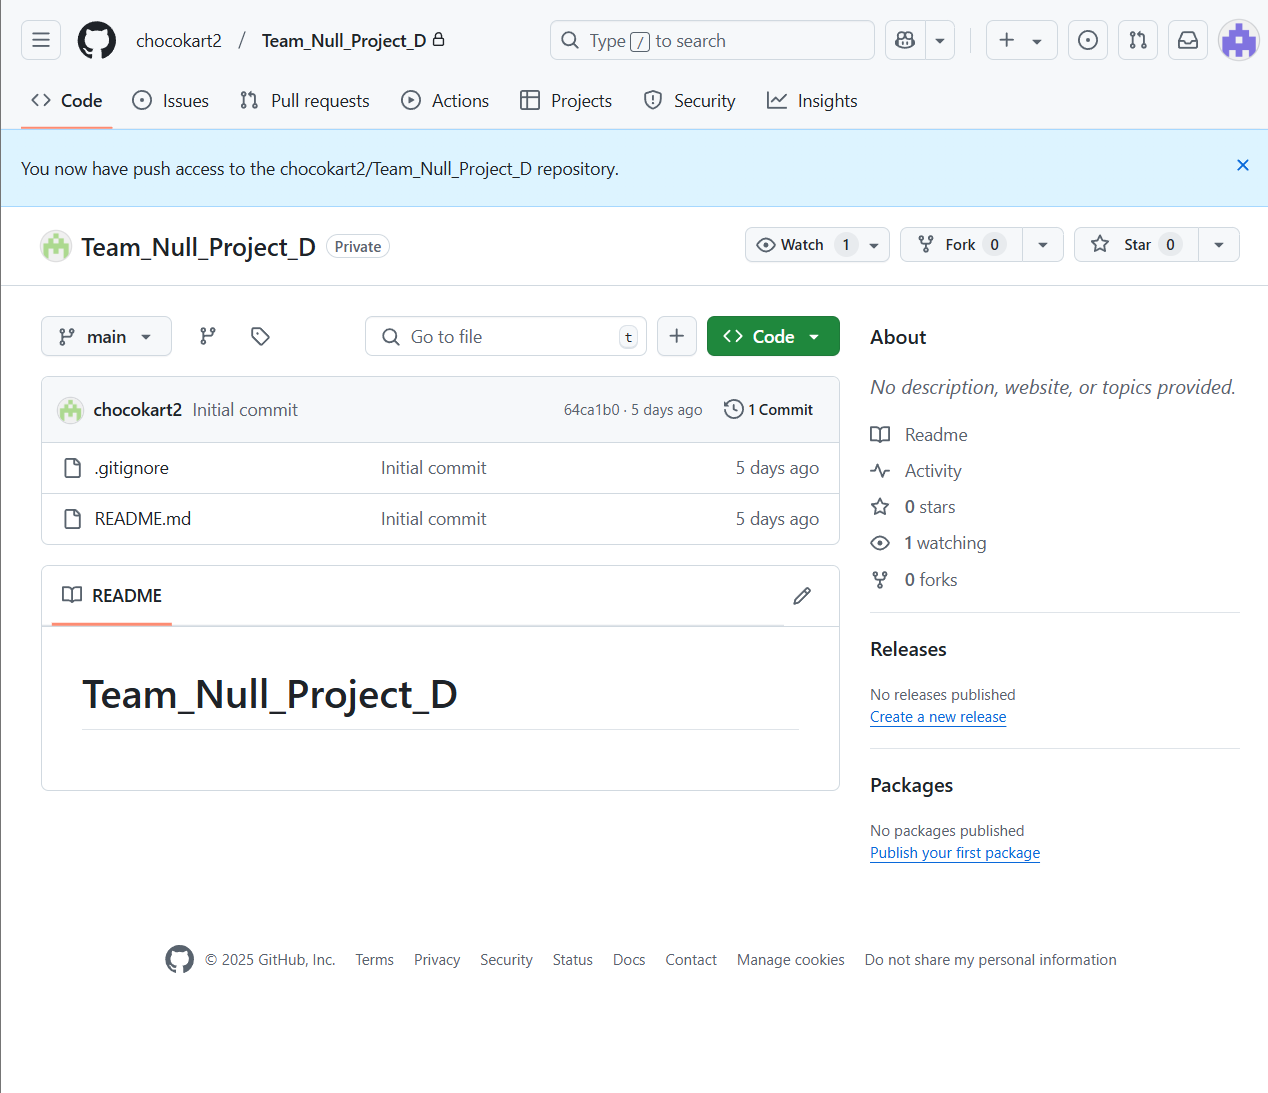 chocokart2 / Team_Null_Project_D
Type / to search
Code Issues Pull requests Actions Projects Security Insights
You now have push access to the chocokart2/Team_Null_Project_D repository.
Team_Null_Project_D Private
Watch 1 Fork 0 Star 0
main
Go to file t
Code
chocokart2 Initial commit 64ca1b0 · 5 days ago 1 Commit
.gitignore Initial commit 5 days ago
README.md Initial commit 5 days ago
README
Team_Null_Project_D
About
No description, website, or topics provided.
Readme
Activity
0 stars
1 watching
0 forks
Releases
No releases published
Create a new release
Packages
No packages published
Publish your first package
© 2025 GitHub, Inc. Terms Privacy Security Status Docs Contact Manage cookies Do not share my personal information